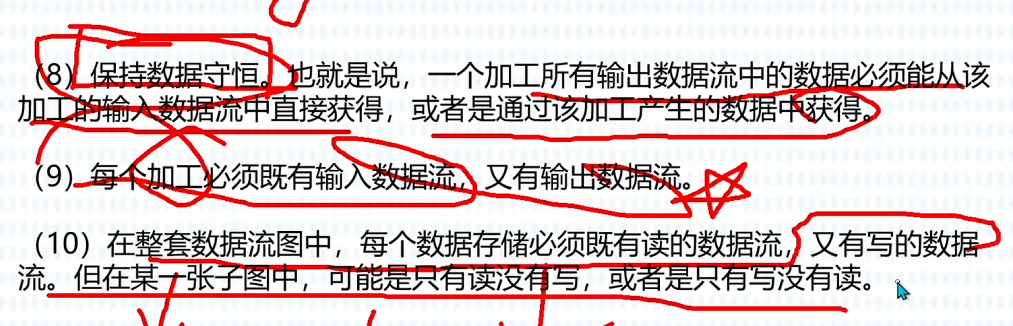 （8）保持数据守恒。也就是说，一个加工所有输出数据流中的数据必须能从该
加工的输入数据流中直接获得，或者是通过该加工产生的数据中获得。
（9）每个加工必须既有输入数据流，又有输出数据流。
（10）在整套数据流图中，每个数据存储必须既有读的数据流，又有写的数据
流。但在某一张子图中，可能是只有读没有写，或者是只有写没有读。